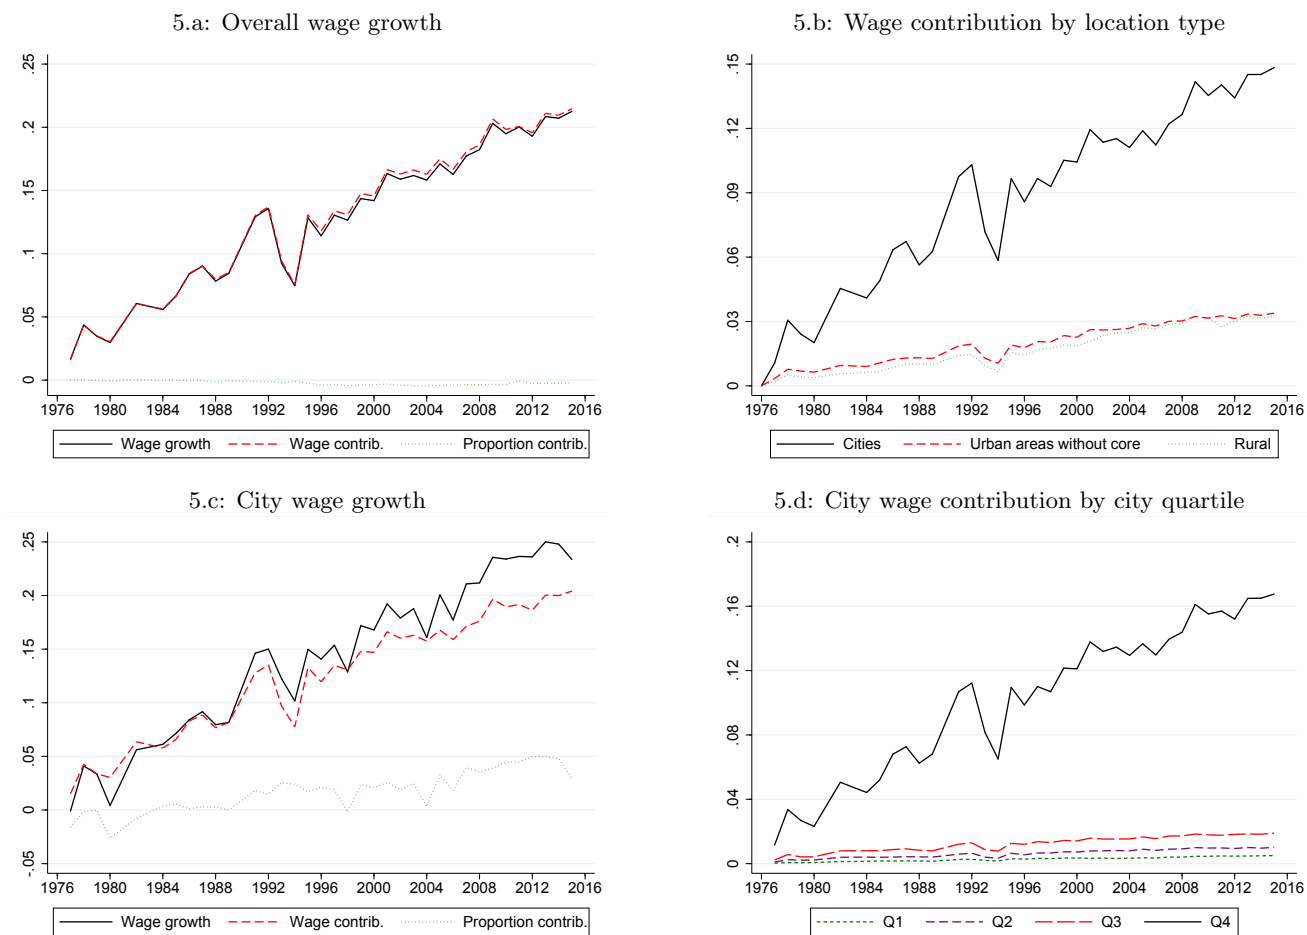 5.a: Overall wage growth
.25
.2
.15
.1
.05
0
1976 1980 1984 1988 1992 1996 2000 2004 2008 2012 2016
Wage growth Wage contrib. Proportion contrib.
5.b: Wage contribution by location type
.15
.12
.09
.06
.03
0
1976 1980 1984 1988 1992 1996 2000 2004 2008 2012 2016
Cities Urban areas without core Rural
5.c: City wage growth
.25
.2
.15
.1
.05
0
-.05
1976 1980 1984 1988 1992 1996 2000 2004 2008 2012 2016
Wage growth Wage contrib. Proportion contrib.
5.d: City wage contribution by city quartile
.2
.16
.12
.08
.04
0
1976 1980 1984 1988 1992 1996 2000 2004 2008 2012 2016
Q1 Q2 Q3 Q4